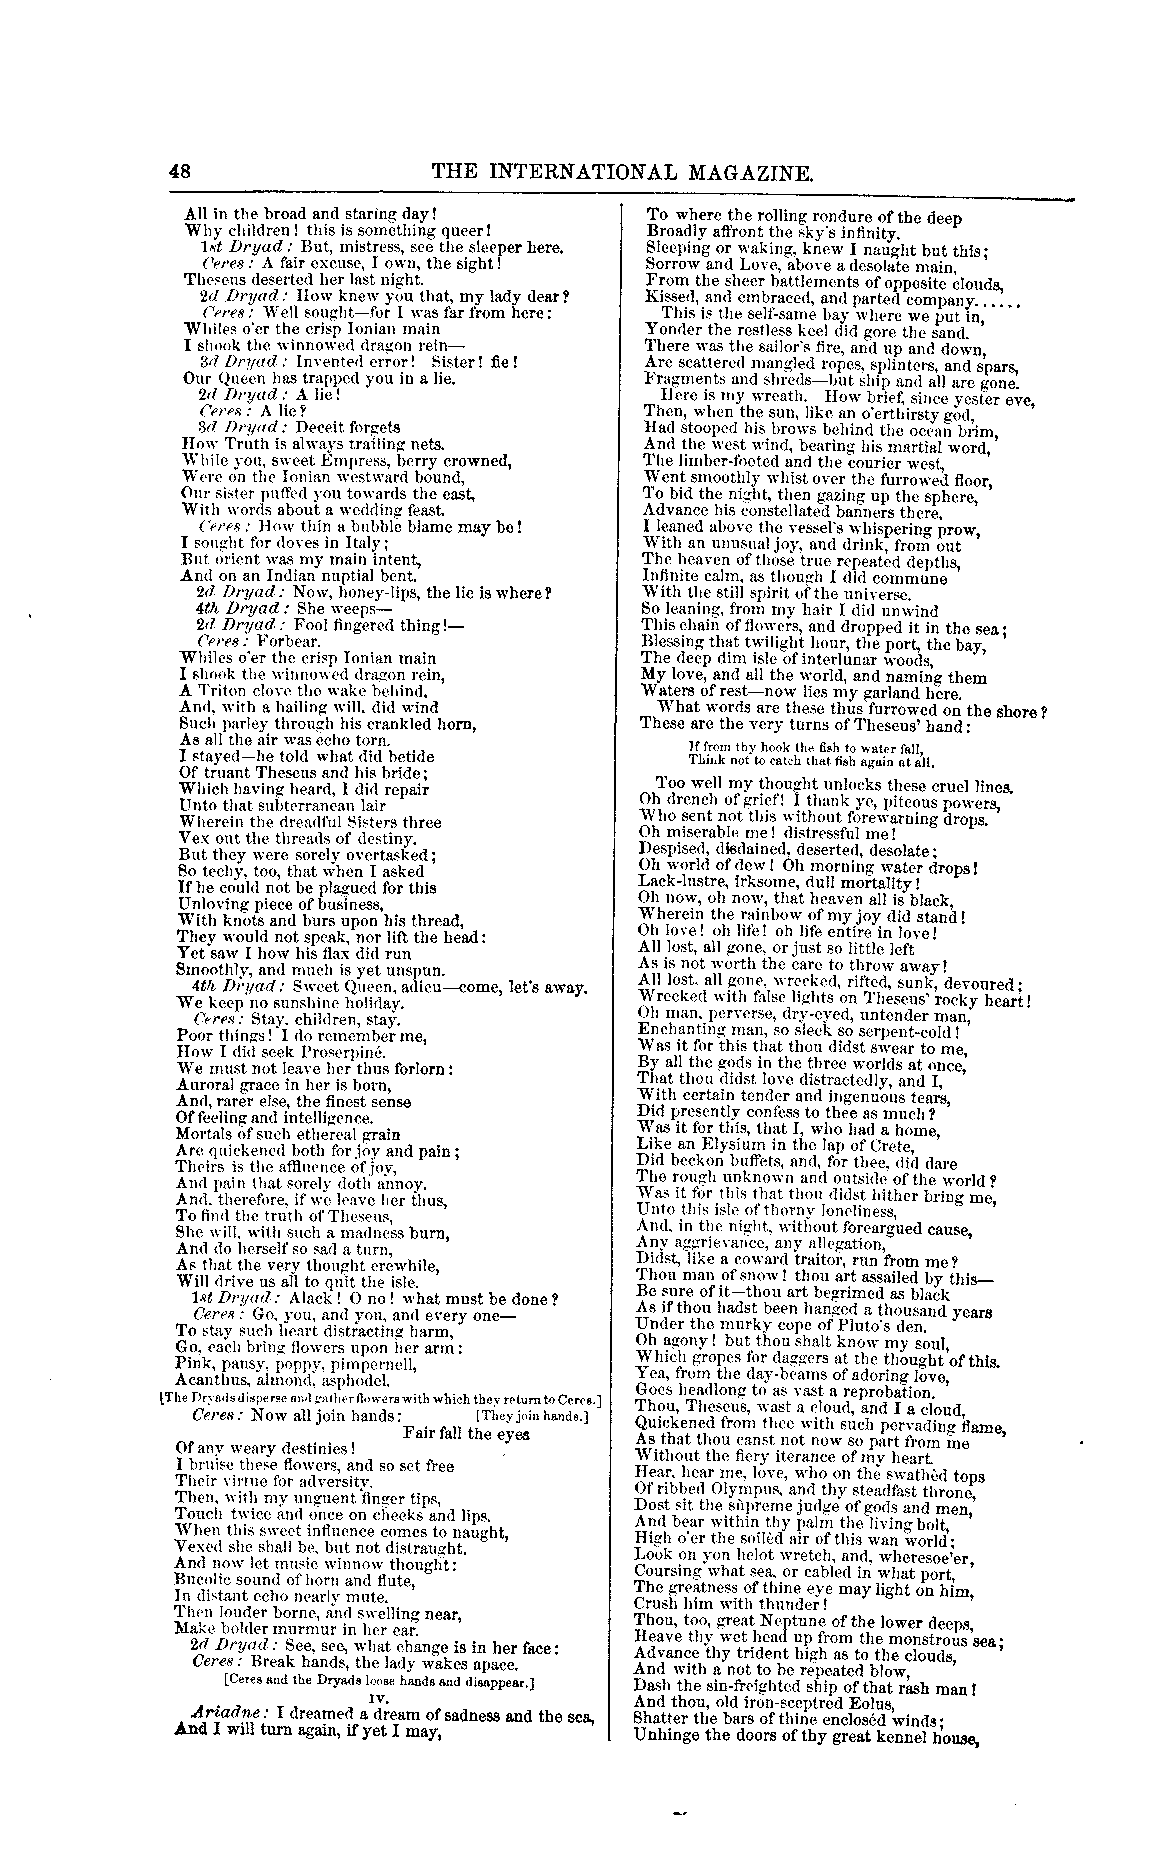 48 THE INTERNATIONAL MAGAZINE.
All in the broad and staring day!
Why children! this is something queer!
1st Dryad: But, mistress, see the sleeper here.
Ceres: A fair excuse, I own, the sight!
Theseus deserted her last night.
2d Dryad: How knew you that, my lady dear?
Ceres: Well sought—for I was far from here:
Whiles o'er the crisp Ionian main
I shook the winnowed dragon rein—
3d Dryad: Invented error! Sister! fie!
Our Queen has trapped you in a lie.
2d Dryad: A lie!
Ceres: A lie?
3d Dryad: Deceit forgets
How Truth is always trailing nets.
While you, sweet Empress, berry crowned,
Were on the Ionian westward bound,
Our sister puffed you towards the east,
With words about a wedding feast.
Ceres: How thin a bubble blame may be!
I sought for doves in Italy;
But orient was my main intent,
And on an Indian nuptial bent.
2d Dryad: Now, honey-lips, the lie is where?
4th Dryad: She weeps—
2d Dryad: Fool fingered thing!—
Ceres: Forbear.
Whiles o'er the crisp Ionian main
I shook the winnowed dragon rein,
A Triton clove the wake behind,
And, with a hailing will, did wind
Such parley through his crankled horn,
As all the air was echo torn.
I stayed—he told what did betide
Of truant Theseus and his bride;
Which having heard, I did repair
Unto that subterranean lair
Wherein the dreadful Sisters three
Vex out the threads of destiny.
But they were sorely overtasked;
So techy, too, that when I asked
If he could not be plagued for this
Unloving piece of business,
With knots and burs upon his thread,
They would not speak, nor lift the head:
Yet saw I how his flax did run
Smoothly, and much is yet unspun.
4th Dryad: Sweet Queen, adieu—come, let's away.
We keep no sunshine holiday.
Ceres: Stay, children, stay.
Poor things! I do remember me,
How I did seek Proserpiné.
We must not leave her thus forlorn:
Auroral grace in her is born,
And, rarer else, the finest sense
Of feeling and intelligence.
Mortals of such ethereal grain
Are quickened both for joy and pain;
Theirs is the affluence of joy,
And pain that sorely doth annoy.
And, therefore, if we leave her thus,
To find the truth of Theseus,
She will, with such a madness burn,
And do herself so sad a turn,
As that the very thought erewhile,
Will drive us all to quit the isle.
1st Dryad: Alack! O no! what must be done?
Ceres: Go, you, and you, and every one—
To stay such heart distracting harm,
Go, each bring flowers upon her arm:
Pink, pansy, poppy, pimpernell,
Acanthus, almond, asphodel.
[The Dryads disperse and gather flowers with which they return to Ceres.]
Ceres: Now all join hands: [They join hands.]
Fair fall the eyes
Of any weary destinies!
I bruise these flowers, and so set free
Their virtue for adversity.
Then, with my unguent finger tips,
Touch twice and once on cheeks and lips.
When this sweet influence comes to naught,
Vexed she shall be, but not distraught.
And now let music winnow thought:
Bucolic sound of horn and flute,
In distant echo nearly mute.
Then louder borne, and swelling near,
Make bolder murmur in her ear.
2d Dryad: See, see, what change is in her face:
Ceres: Break hands, the lady wakes apace.
[Ceres and the Dryads loose hands and disappear.]
IV.
Ariadne: I dreamed a dream of sadness and the sea,
And I will turn again, if yet I may,
To where the rolling rondure of the deep
Broadly affront the sky's infinity.
Sleeping or waking, knew I naught but this;
Sorrow and Love, above a desolate main,
From the sheer battlements of opposite clouds,
Kissed, and embraced, and parted company......
This is the self-same bay where we put in,
Yonder the restless keel did gore the sand.
There was the sailor's fire, and up and down,
Are scattered mangled ropes, splinters, and spars,
Fragments and shreds—but ship and all are gone.
Here is my wreath. How brief, since yester eve,
Then, when the sun, like an o'erthirsty god,
Had stooped his brows behind the ocean brim,
And the west wind, bearing his martial word,
The limber-footed and the courier west,
Went smoothly whist over the furrowed floor,
To bid the night, then gazing up the sphere,
Advance his constellated banners there,
I leaned above the vessel's whispering prow,
With an unusual joy, and drink, from out
The heaven of those true repeated depths,
Infinite calm, as though I did commune
With the still spirit of the universe.
So leaning, from my hair I did unwind
This chain of flowers, and dropped it in the sea;
Blessing that twilight hour, the port, the bay,
The deep dim isle of interlunar woods,
My love, and all the world, and naming them
Waters of rest—now lies my garland here.
What words are these thus furrowed on the shore?
These are the very turns of Theseus' hand:
If from thy hook the fish to water fall,
Think not to catch that fish again at all.
Too well my thought unlocks these cruel lines.
Oh drench of grief! I thank ye, piteous powers,
Who sent not this without forewarning drops.
Oh miserable me! distressful me!
Despised, disdained, deserted, desolate;
Oh world of dew! Oh morning water drops!
Lack-lustre, irksome, dull mortality!
Oh now, oh now, that heaven all is black,
Wherein the rainbow of my joy did stand!
Oh love! oh life! oh life entire in love!
All lost, all gone, or just so little left
As is not worth the care to throw away!
All lost, all gone, wrecked, rifted, sunk, devoured;
Wrecked with false lights on Theseus' rocky heart!
Oh man, perverse, dry-eyed, untender man,
Enchanting man, so sleek so serpent-cold!
Was it for this that thou didst swear to me,
By all the gods in the three worlds at once,
That thou didst love distractedly, and I,
With certain tender and ingenuous tears,
Did presently confess to thee as much?
Was it for this, that I, who had a home,
Like an Elysium in the lap of Crete,
Did beckon buffets, and, for thee, did dare
The rough unknown and outside of the world?
Was it for this that thou didst hither bring me,
Unto this isle of thorny loneliness,
And, in the night, without foreargued cause,
Any aggrievance, any allegation,
Didst, like a coward traitor, run from me?
Thou man of snow! thou art assailed by this—
Be sure of it—thou art begrimed as black
As if thou hadst been hanged a thousand years
Under the murky cope of Pluto's den.
Oh agony! but thou shalt know my soul,
Which gropes for daggers at the thought of this.
Yea, from the day-beams of adoring love,
Goes headlong to as vast a reprobation.
Thou, Theseus, wast a cloud, and I a cloud,
Quickened from thee with such pervading flame,
As that thou canst not now so part from me
Without the fiery iterance of my heart.
Hear, hear me, love, who on the swathèd tops
Of ribbed Olympus, and thy steadfast throne,
Dost sit the supreme judge of gods and men,
And bear within thy palm the living bolt,
High o'er the soilèd air of this wan world;
Look on yon helot wretch, and, wheresoe'er,
Coursing what sea, or cabled in what port,
The greatness of thine eye may light on him,
Crush him with thunder!
Thou, too, great Neptune of the lower deeps,
Heave thy wet head up from the monstrous sea;
Advance thy trident high as to the clouds,
And with a not to be repeated blow,
Dash the sin-freighted ship of that rash man!
And thou, old iron-sceptred Eolus,
Shatter the bars of thine enclosèd winds;
Unhinge the doors of thy great kennel house,